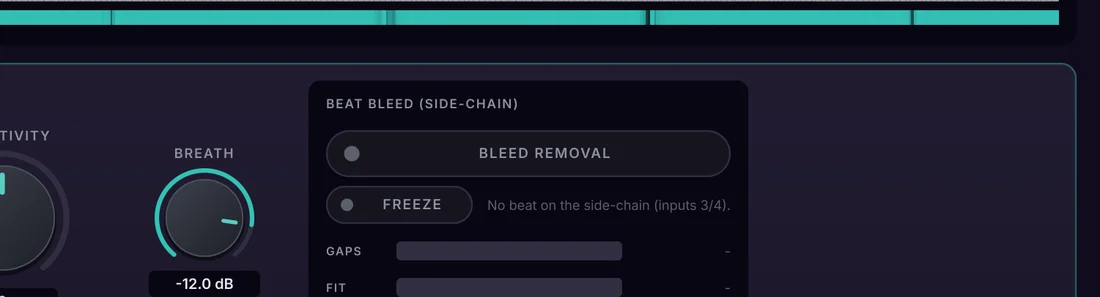 BEAT BLEED (SIDE-CHAIN)
TIVITY
BREATH
BLEED REMOVAL
FREEZE
No beat on the side-chain (inputs 3/4).
GAPS -
-12.0 dB
FIT -